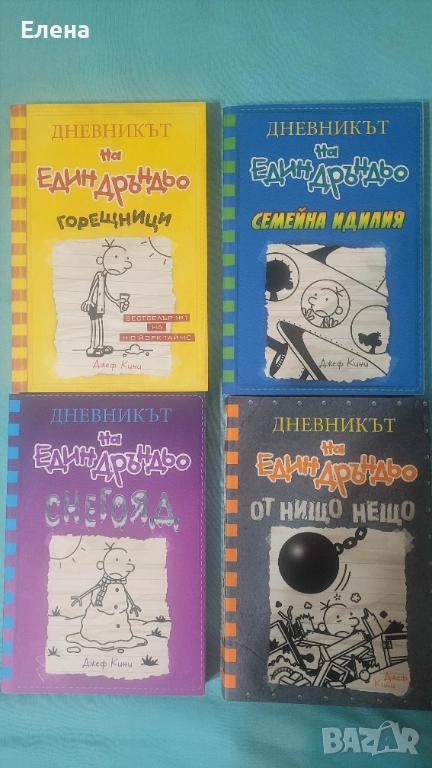 Елена
ДНЕВНИКЪТ
на
ЕДИН ДРЪНДЬО
ГОРЕЩНИЦИ
БЕСТСЕЛЪР №1
НА
НЮ ЙОРК ТАЙМС
Джеф Кини
ДНЕВНИКЪТ
на
ЕДИН ДРЪНДЬО
СЕМЕЙНА ИДИЛИЯ
Джеф Кини
ДНЕВНИКЪТ
на
ЕДИН ДРЪНДЬО
СНЕГОЯД
Джеф Кини
ДНЕВНИКЪТ
на
ЕДИН ДРЪНДЬО
ОТ НИЩО НЕЩО
Джеф
Кини
BAZAR